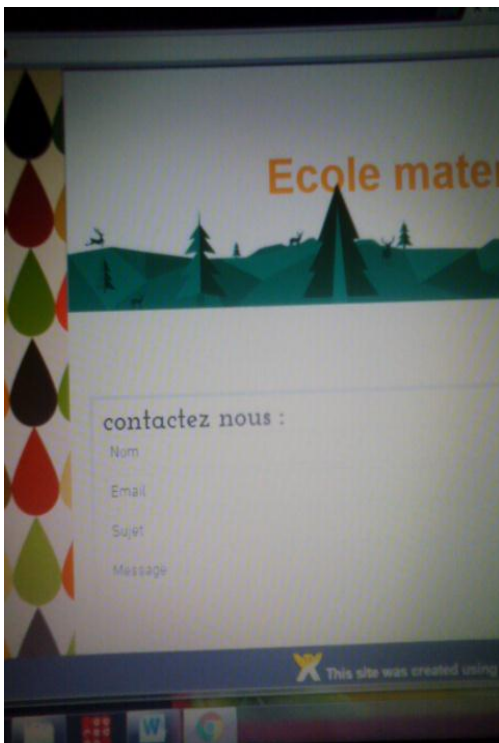 Ecole mater
contactez nous :
Nom
Email
Sujet
Message
This site was created using
W